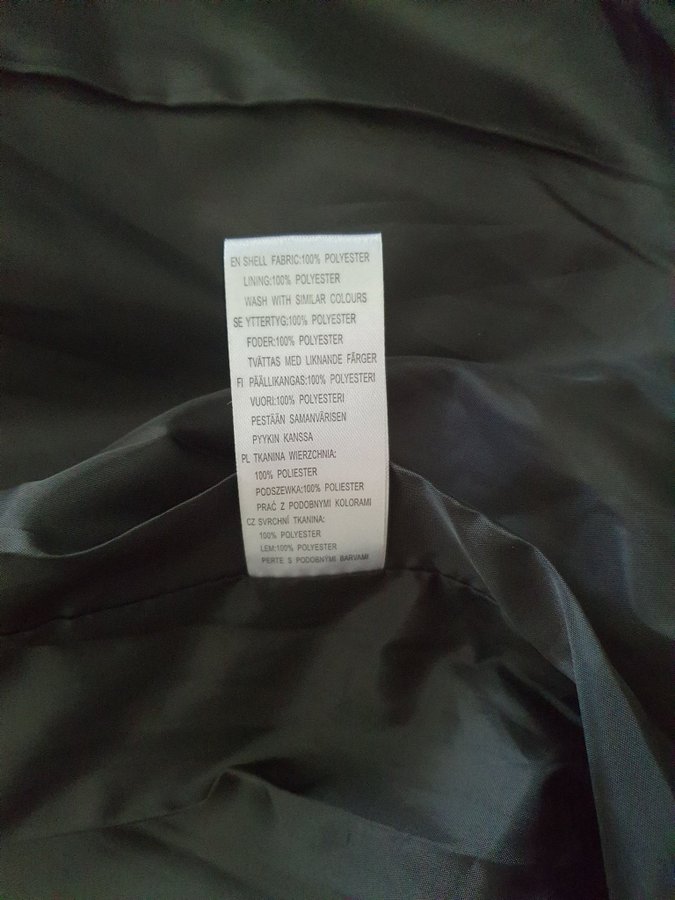 EN SHELL FABRIC:100% POLYESTER
LINING:100% POLYESTER
WASH WITH SIMILAR COLOURS
SE YTTERTYG:100% POLYESTER
FODER:100% POLYESTER
TVÄTTAS MED LIKNANDE FÄRGER
FI PÄÄLLIKANGAS:100% POLYESTERI
VUORI:100% POLYESTERI
PESTÄÄN SAMANVÄRISEN
PYYKIN KANSSA
PL TKANINA WIERZCHNIA:
100% POLIESTER
PODSZEWKA:100% POLIESTER
PRAĆ Z PODOBNYMI KOLORAMI
CZ SVRCHNÍ TKANINA:
100% POLYESTER
LEM:100% POLYESTER
PERTE S PODOBNÝMI BARVAMI